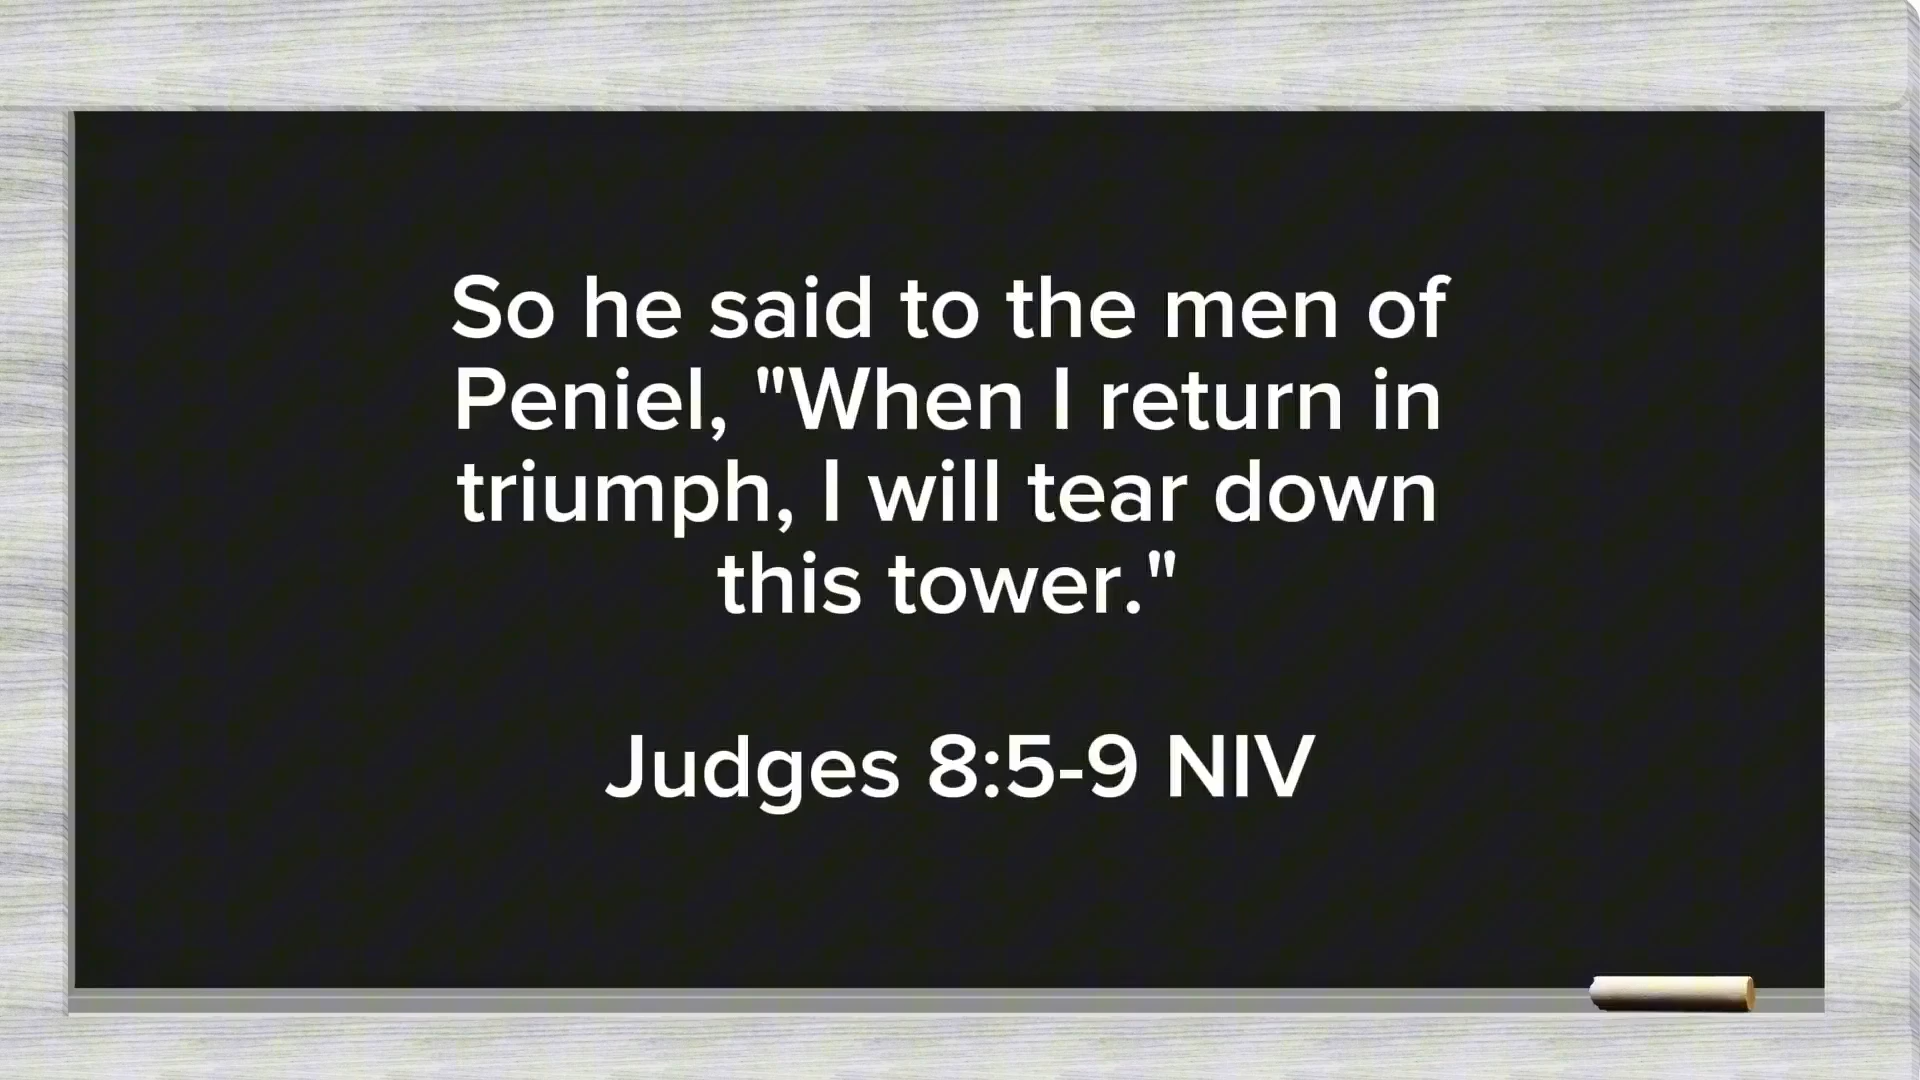 So he said to the men of
Peniel, "When I return in
triumph, I will tear down
this tower."
Judges 8:5-9 NIV